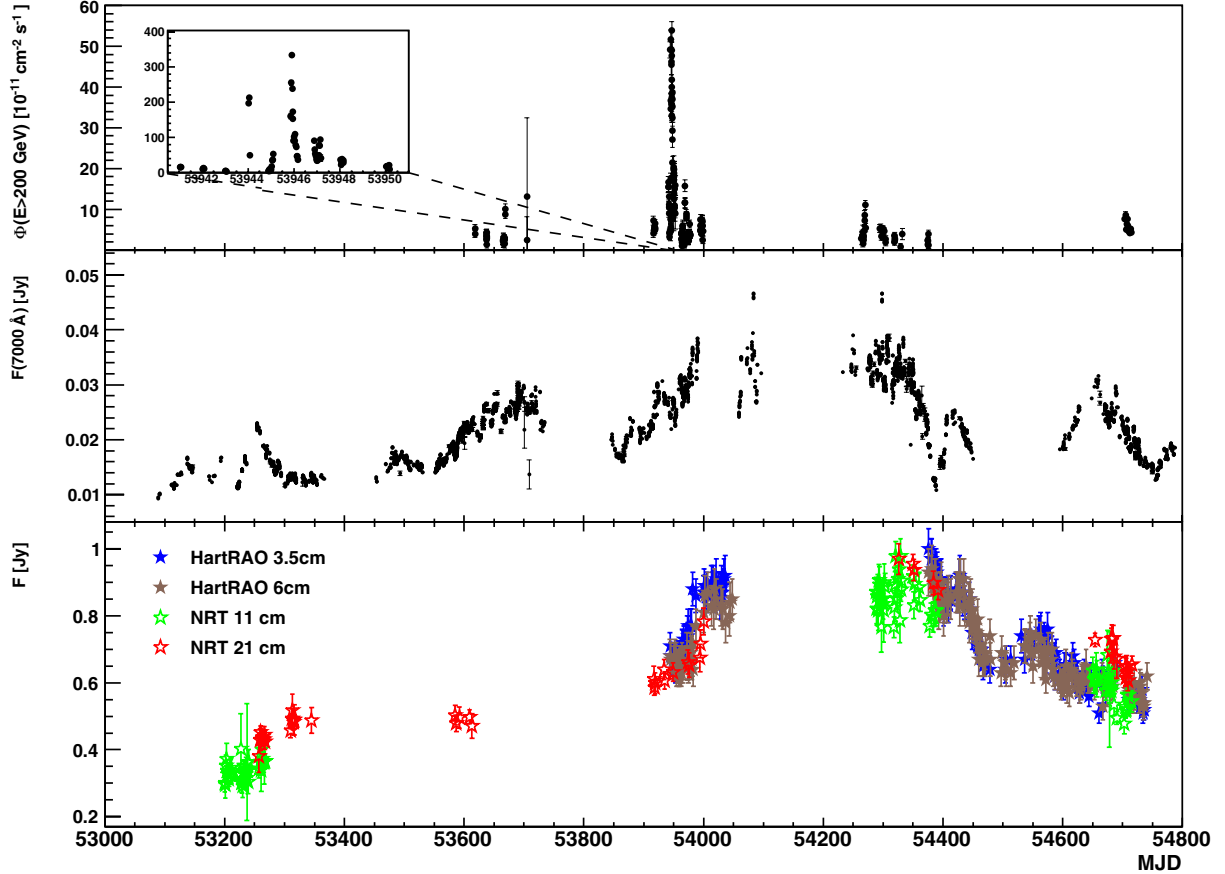 Φ(E>200 GeV) [10⁻¹¹ cm⁻² s⁻¹]
60
50
40
30
20
10
400
300
200
100
0
53942 53944 53946 53948 53950
F(7000 Å) [Jy]
0.05
0.04
0.03
0.02
0.01
F [Jy]
1
0.8
0.6
0.4
0.2
HartRAO 3.5cm
HartRAO 6cm
NRT 11 cm
NRT 21 cm
53000 53200 53400 53600 53800 54000 54200 54400 54600 54800
MJD